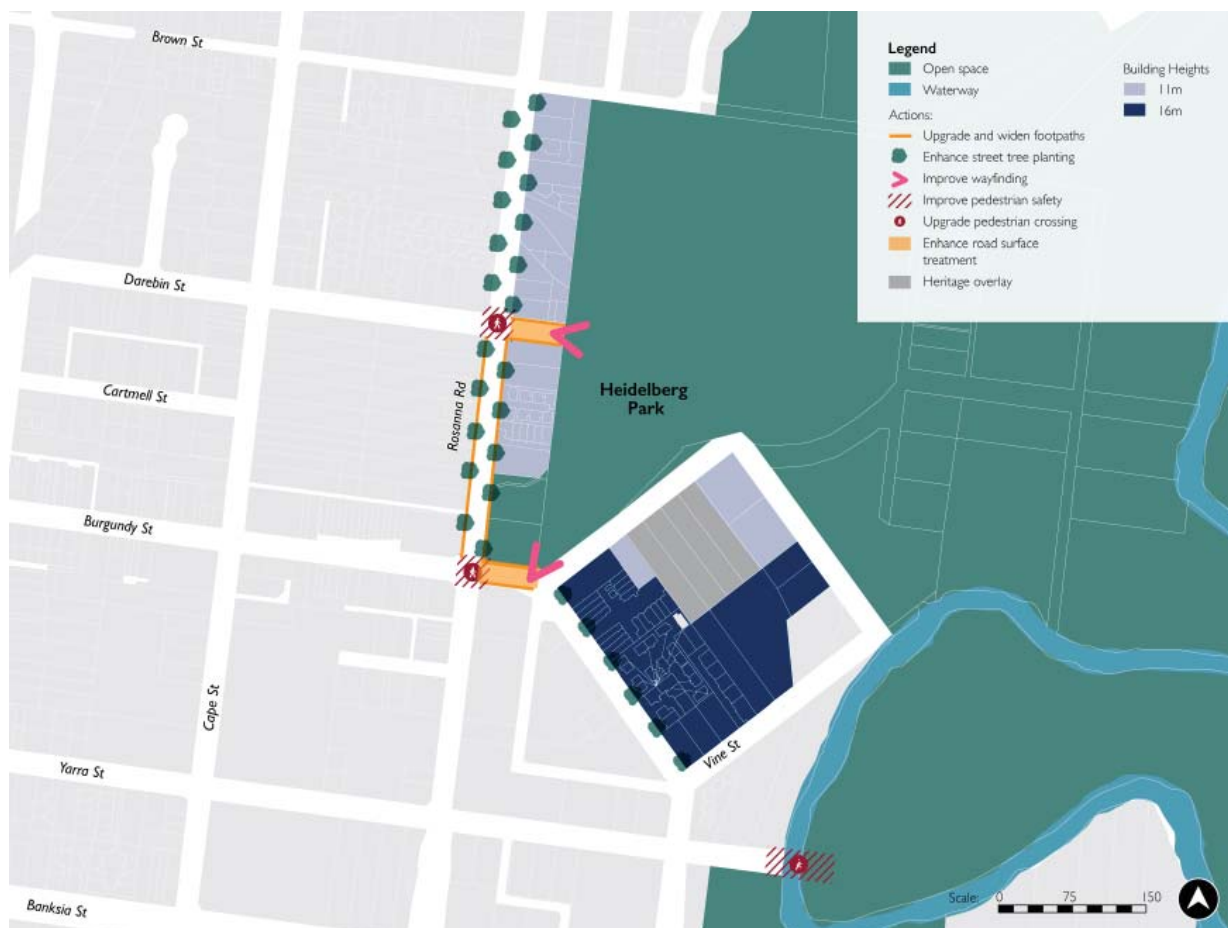 Brown St
Legend
Open space
Waterway
Actions:
Upgrade and widen footpaths
Enhance street tree planting
Improve wayfinding
Improve pedestrian safety
Upgrade pedestrian crossing
Enhance road surface
treatment
Heritage overlay
Building Heights
11m
16m
Darebin St
Cartmell St
Rosanna Rd
Heidelberg
Park
Burgundy St
Cape St
Vine St
Yarra St
Banksia St
Scale: 0 75 150